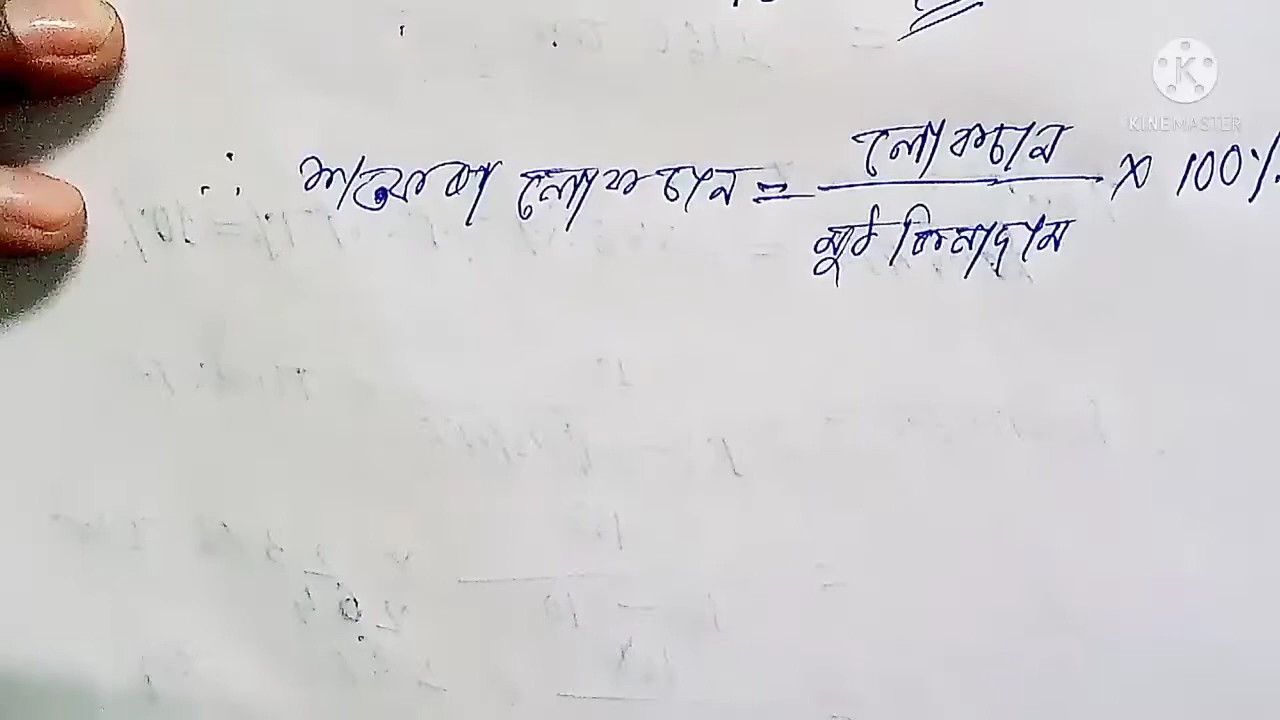 K
KINEMASTER
∴ শতকরা লোকসান = লোকসান / মুঠ কিনাদাম × 100%